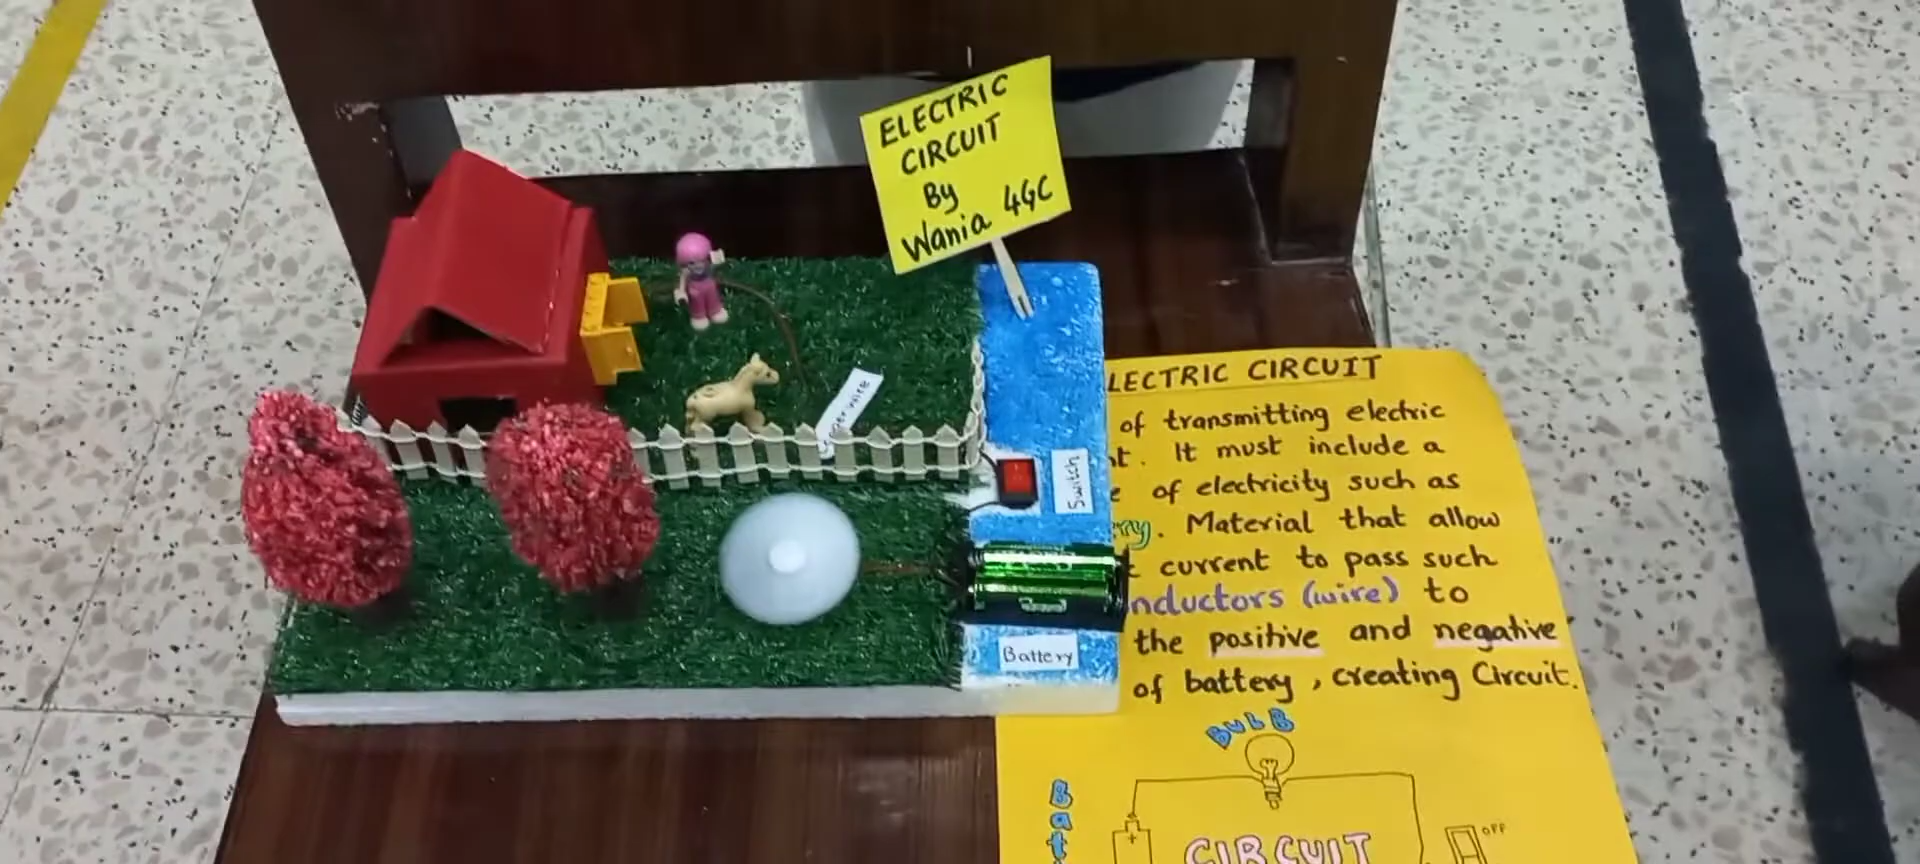 ELECTRIC
CIRCUIT
By
Wania 4GC
Switch
Battery
LECTRIC CIRCUIT
of transmitting electric
It must include a
of electricity such as
Material that allow
current to pass such
nductors (wire) to
the positive and negative
of battery, creating Circuit.
BULB
Bat
+
CIRCUIT
OFF